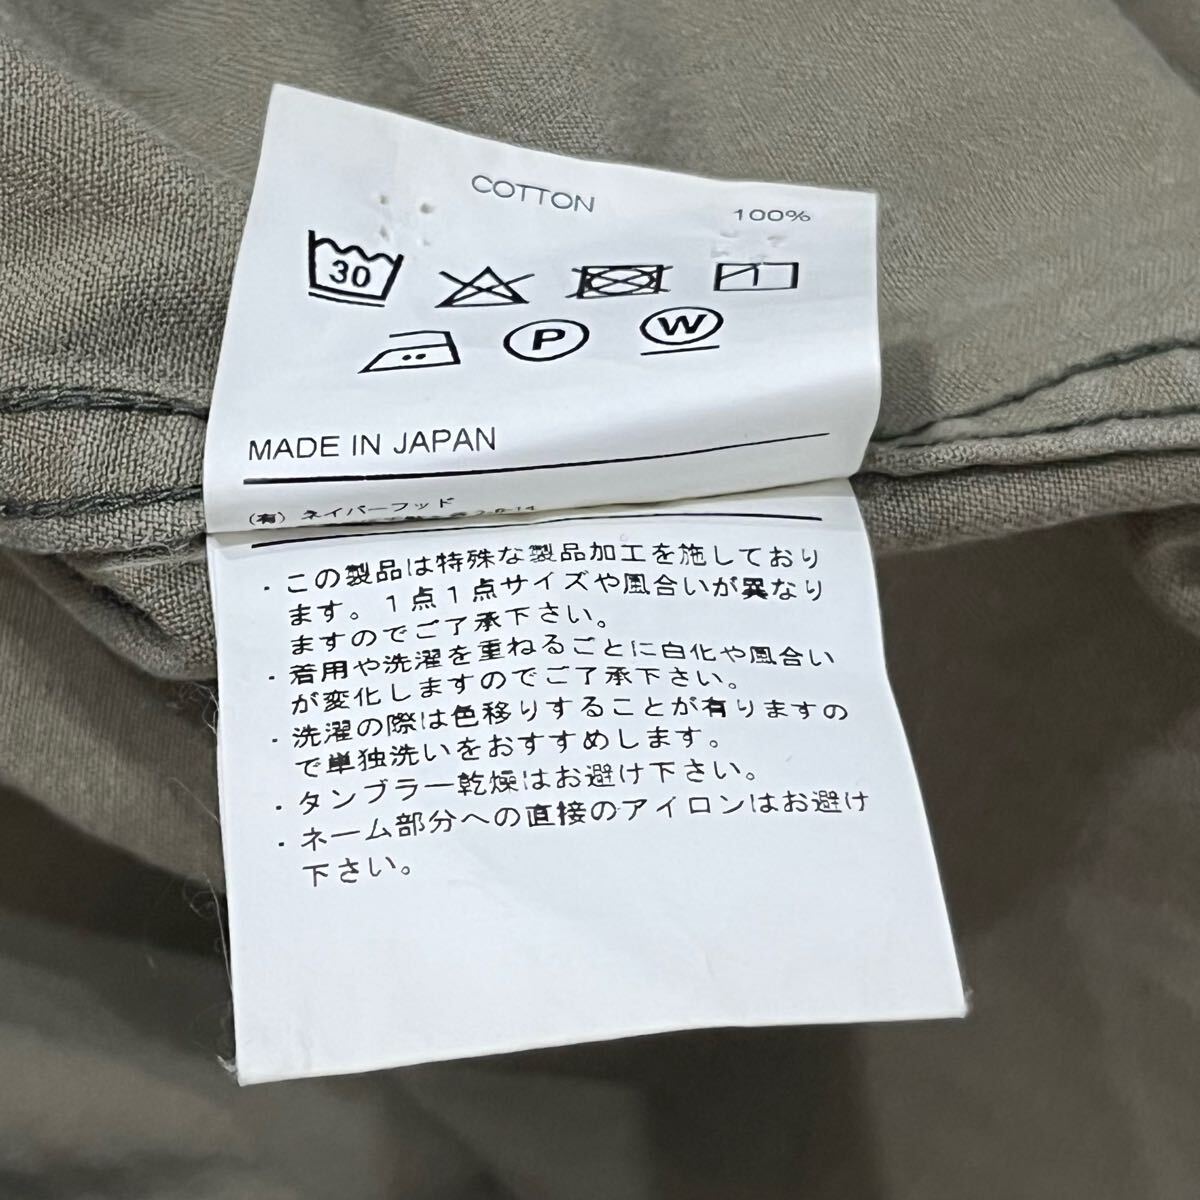 COTTON 100%
30
P W
MADE IN JAPAN
(有) ネイバーフッド
2-8-14
・この製品は特殊な製品加工を施しており
ます。1点1点サイズや風合いが異なり
ますのでご了承下さい。
・着用や洗濯を重ねるごとに白化や風合い
が変化しますのでご了承下さい。
・洗濯の際は色移りすることが有りますの
で単独洗いをおすすめします。
・タンブラー乾燥はお避け下さい。
・ネーム部分への直接のアイロンはお避け
下さい。